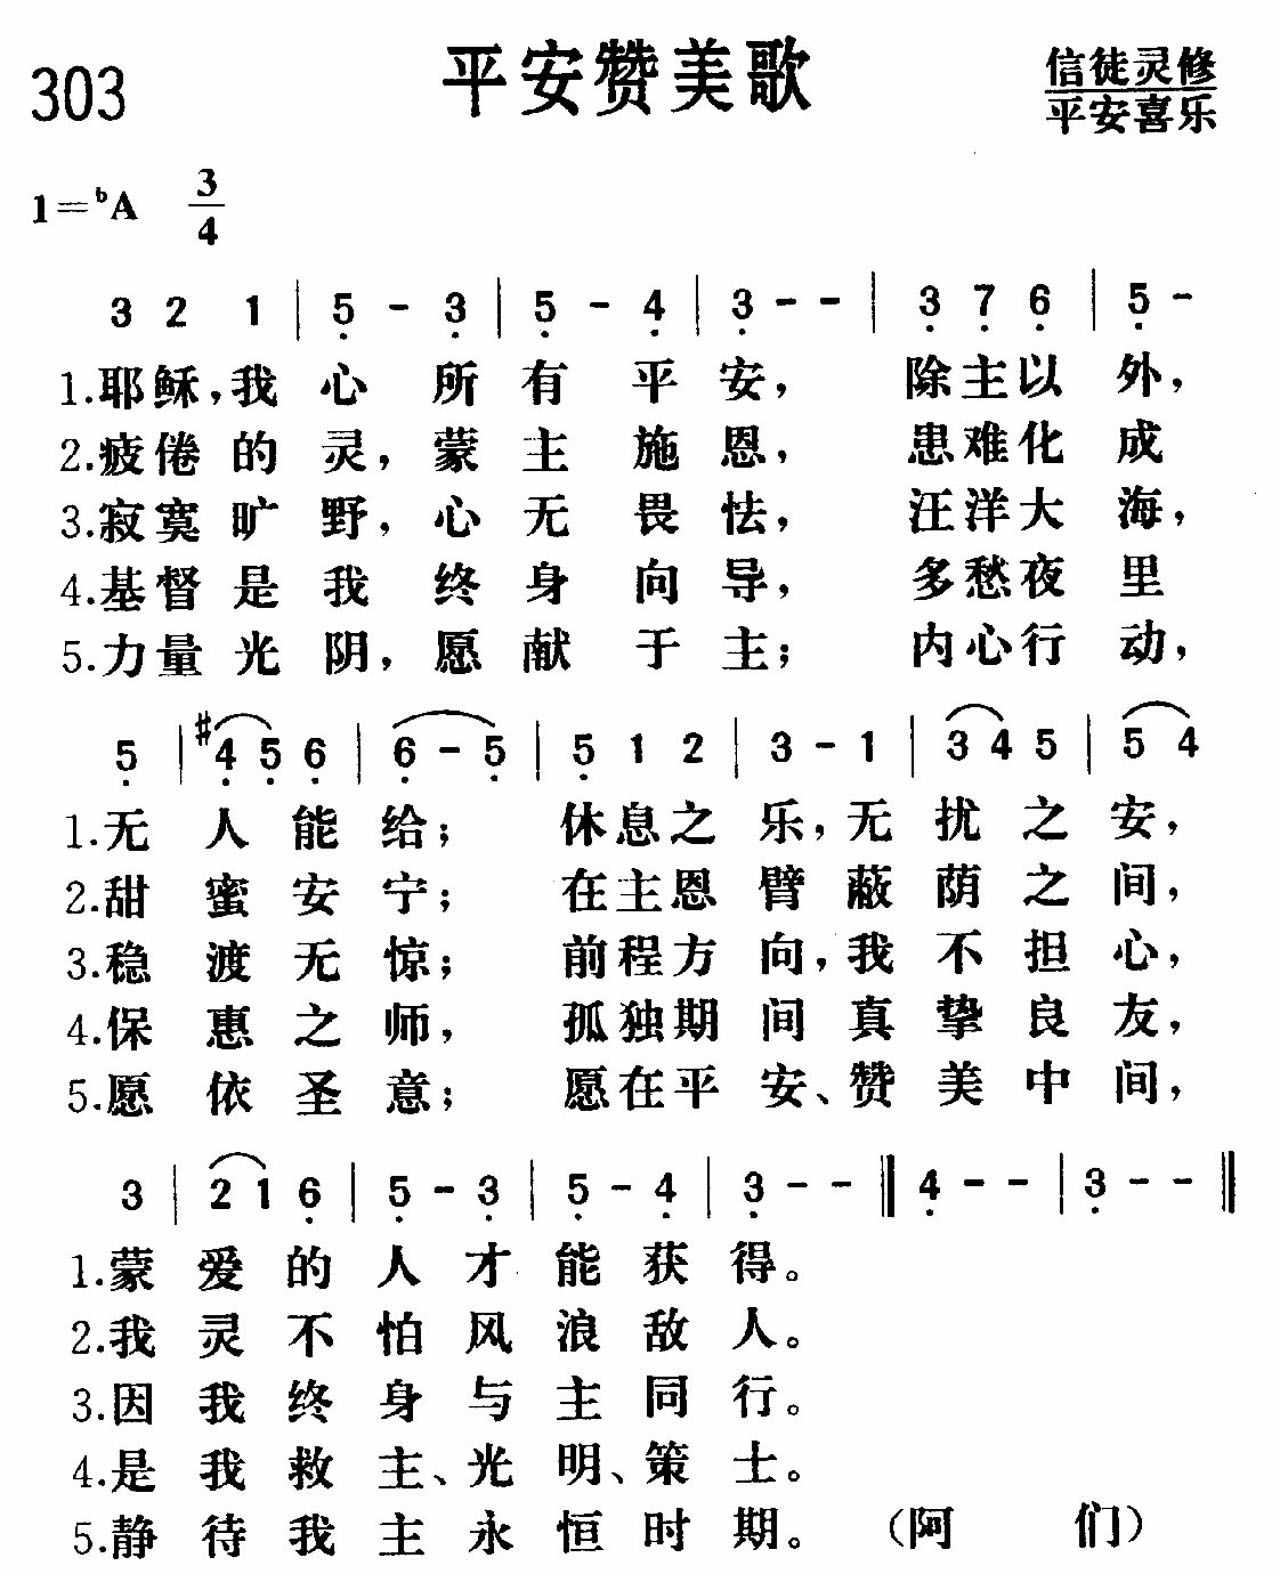 303
平安赞美歌
信徒灵修
平安喜乐
1=ᵇA 3/4
3 2 1 | 5 - 3 | 5 - 4 | 3 - - | 3 7 6 | 5 -
1.耶稣,我心所有平安,除主以外,
2.疲倦的灵,蒙主施恩,患难化成
3.寂寞旷野,心无畏怯,汪洋大海,
4.基督是我终身向导,多愁夜里
5.力量光阴,愿献于主;内心行动,
5 | #4 5 6 | 6 - 5 | 5 1 2 | 3 - 1 | 3 4 5 | 5 4
1.无人能给;休息之乐,无扰之安,
2.甜蜜安宁;在主恩臂蔽荫之间,
3.稳渡无惊;前程方向,我不担心,
4.保惠之师,孤独期间真挚良友,
5.愿依圣意;愿在平安、赞美中间,
3 | 2 1 6 | 5 - 3 | 5 - 4 | 3 - - ‖ 4 - - | 3 - - ‖
1.蒙爱的人才能获得。
2.我灵不怕风浪敌人。
3.因我终身与主同行。
4.是我救主、光明、策士。
5.静待我主永恒时期。(阿们)